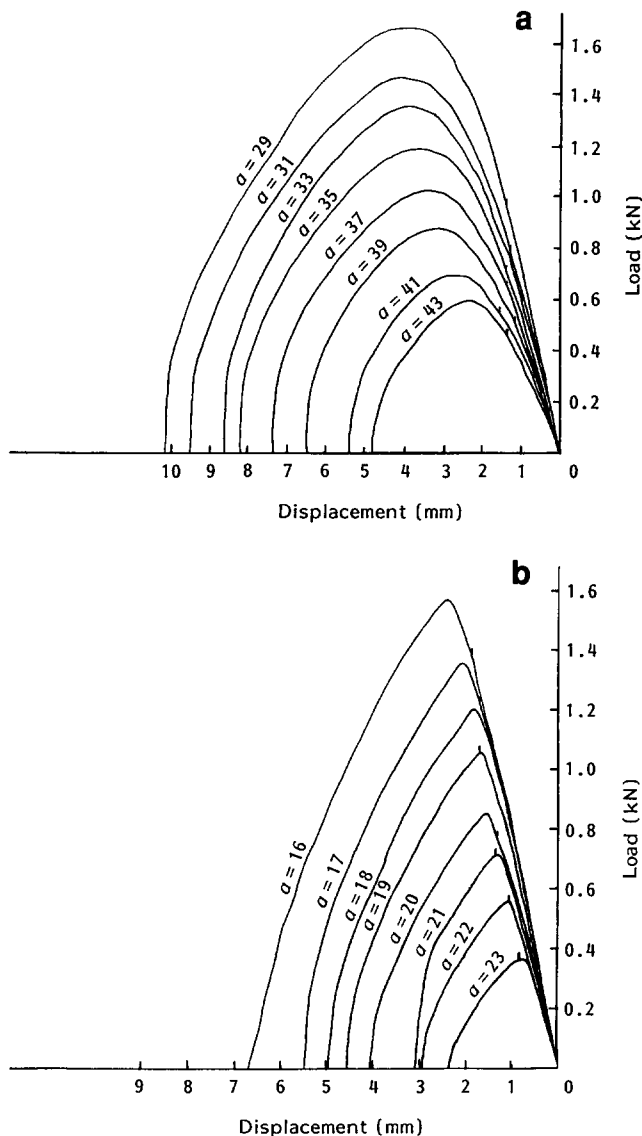 a
1.6
1.4
1.2
1.0
0.8
0.6
0.4
0.2
0
Load (kN)
a = 29
a = 31
a = 33
a = 35
a = 37
a = 39
a = 41
a = 43
10 9 8 7 6 5 4 3 2 1
Displacement (mm)
b
1.6
1.4
1.2
1.0
0.8
0.6
0.4
0.2
0
Load (kN)
a = 16
a = 17
a = 18
a = 19
a = 20
a = 21
a = 22
a = 23
9 8 7 6 5 4 3 2 1
Displacement (mm)